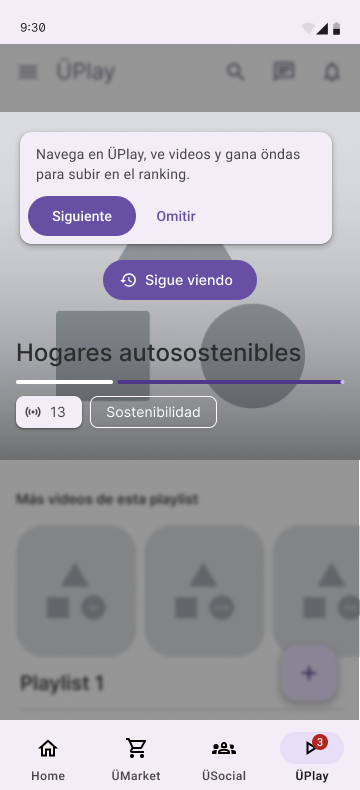 9:30
ÜPlay
Navega en ÜPlay, ve videos y gana öndas
para subir en el ranking.
Siguiente
Omitir
Sigue viendo
Hogares autosostenibles
13
Sostenibilidad
Más videos de esta playlist
Playlist 1
3
Home
ÜMarket
ÜSocial
ÜPlay